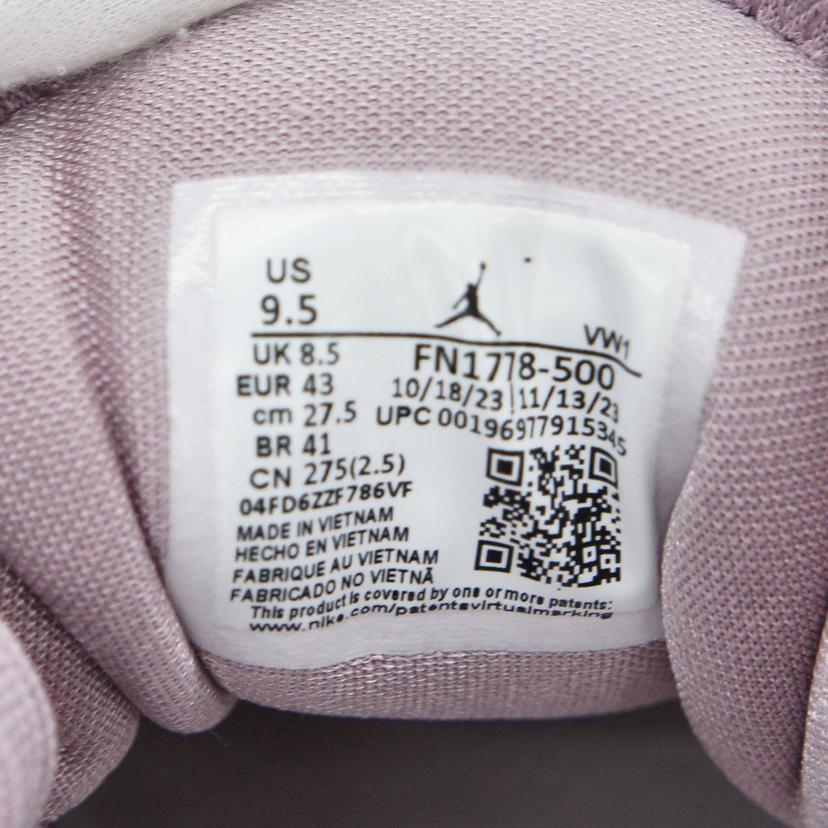 US
9.5
VW1
UK 8.5
EUR 43
cm 27.5
BR 41
CN 275(2.5)
FN1778-500
10/18/23 11/13/23
UPC 00196977915345
04FD6ZZF786VF
MADE IN VIETNAM
HECHO EN VIETNAM
FABRIQUE AU VIETNAM
FABRICADO NO VIETNÃ
This product is covered by one or more patents:
www.nike.com/patentsvirtualmarking